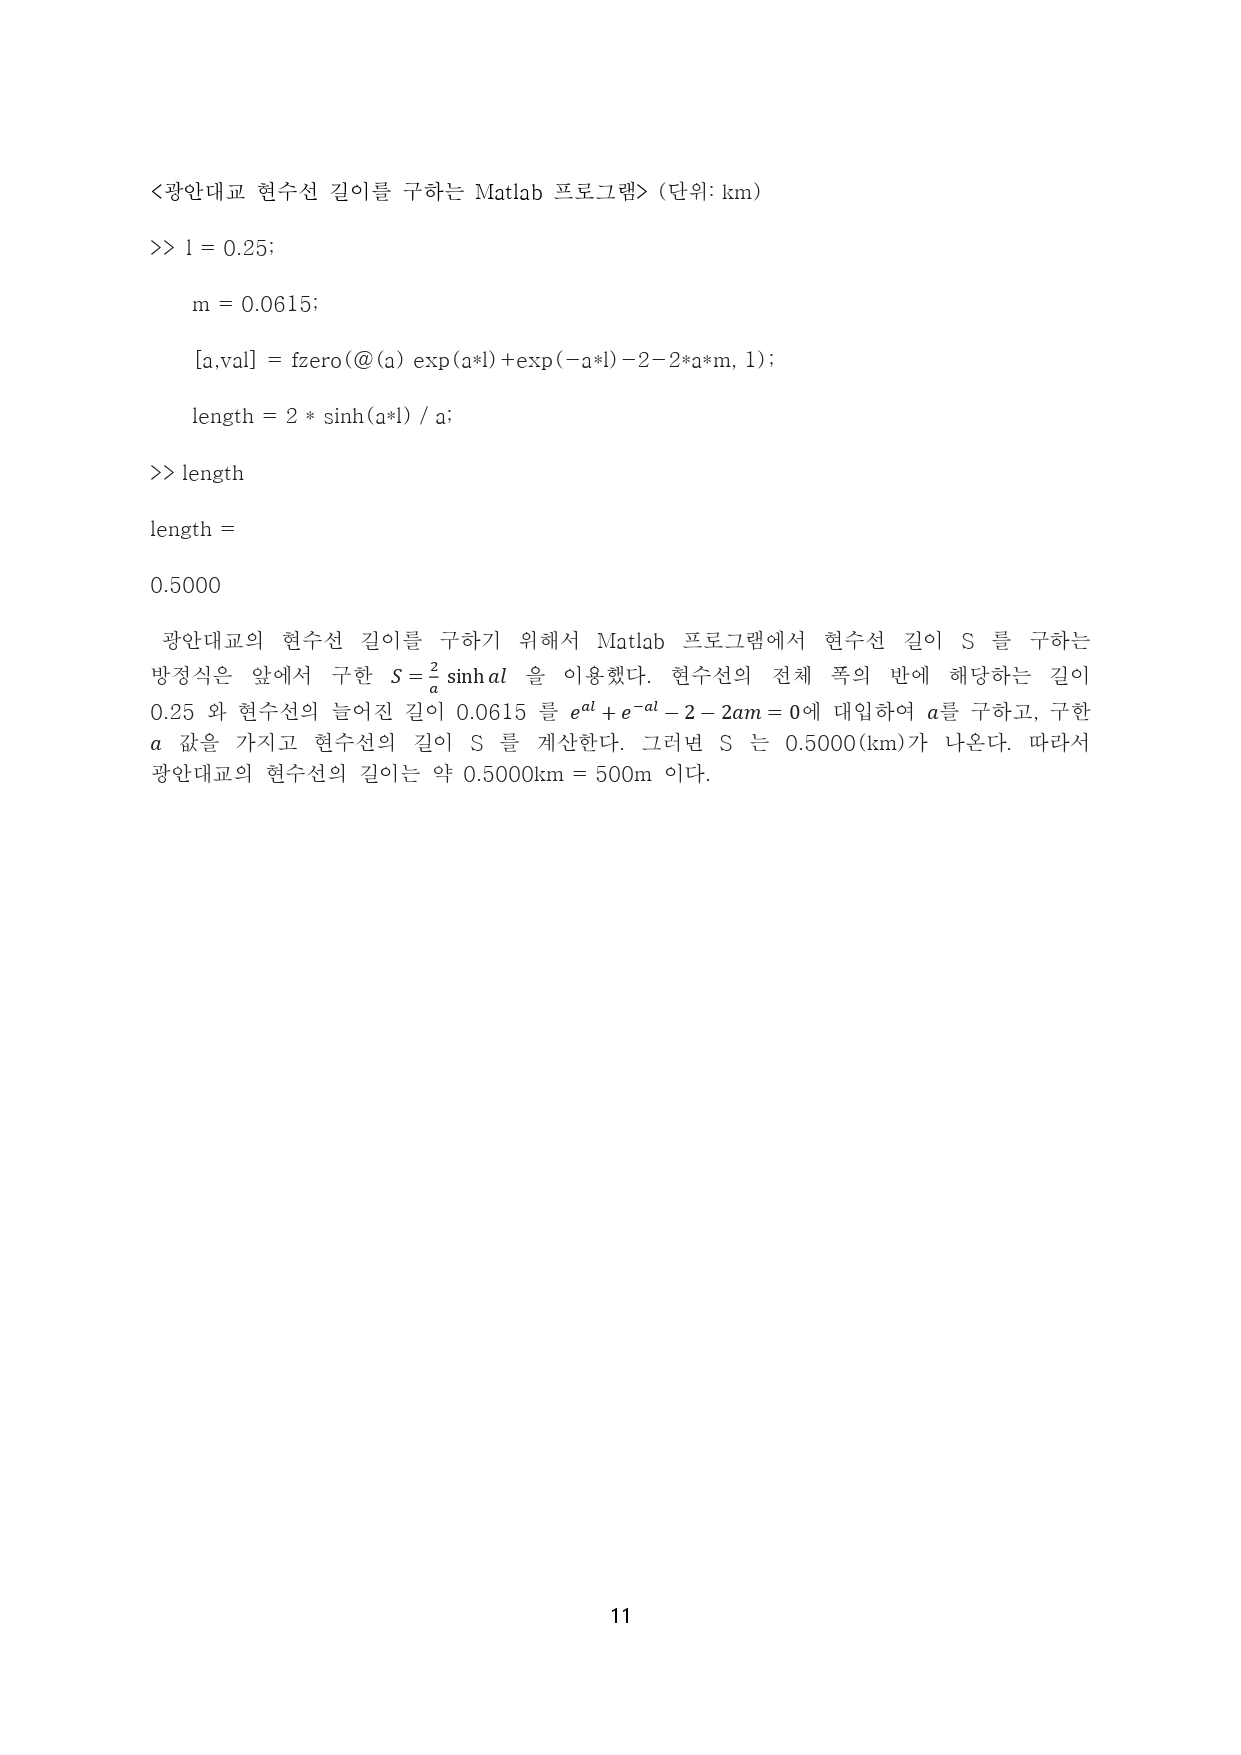 <광안대교 현수선 길이를 구하는 Matlab 프로그램> (단위: km)
>> l = 0.25;
m = 0.0615;
[a,val] = fzero(@(a) exp(a*l)+exp(-a*l)-2-2*a*m, 1);
length = 2 * sinh(a*l) / a;
>> length
length =
0.5000
광안대교의 현수선 길이를 구하기 위해서 Matlab 프로그램에서 현수선 길이 S 를 구하는
방정식은 앞에서 구한 S = 2/a sinh al 을 이용했다. 현수선의 전체 폭의 반에 해당하는 길이
0.25 와 현수선의 늘어진 길이 0.0615 를 e^{al} + e^{-al} - 2 - 2am = 0에 대입하여 a를 구하고, 구한
a 값을 가지고 현수선의 길이 S 를 계산한다. 그러면 S 는 0.5000(km)가 나온다. 따라서
광안대교의 현수선의 길이는 약 0.5000km = 500m 이다.
11